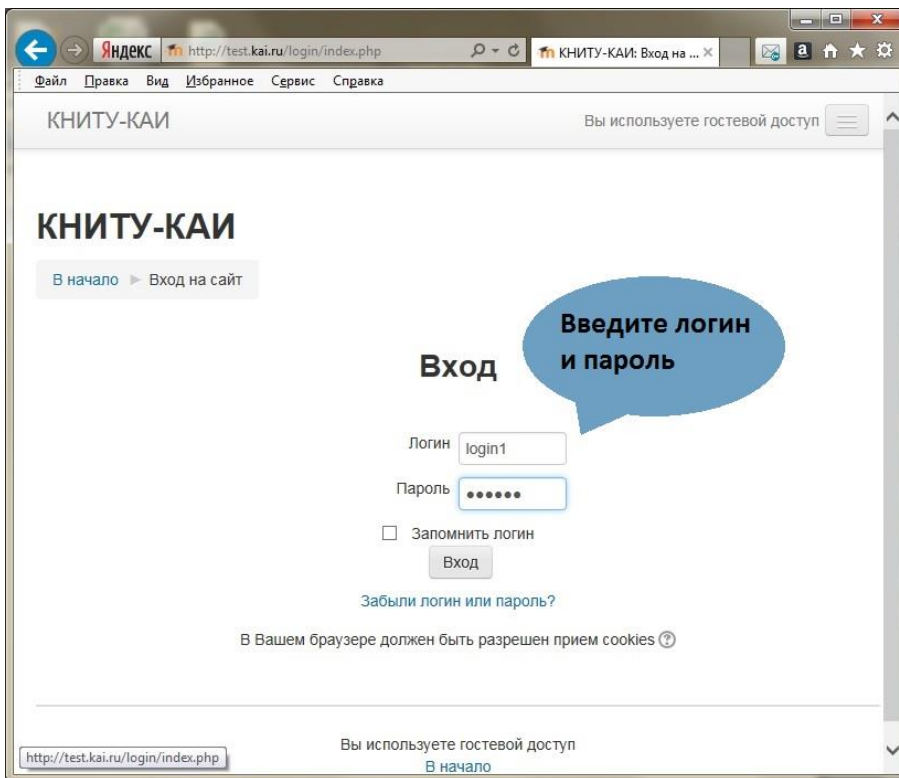 Яндекс http://test.kai.ru/login/index.php КНИТУ-КАИ: Вход на ... ×
Файл Правка Вид Избранное Сервис Справка
КНИТУ-КАИ Вы используете гостевой доступ
КНИТУ-КАИ
В начало ► Вход на сайт
Введите логин
и пароль
Вход
Логин login1
Пароль ••••••
Запомнить логин
Вход
Забыли логин или пароль?
В Вашем браузере должен быть разрешен прием cookies ?
Вы используете гостевой доступ
http://test.kai.ru/login/index.php
В начало